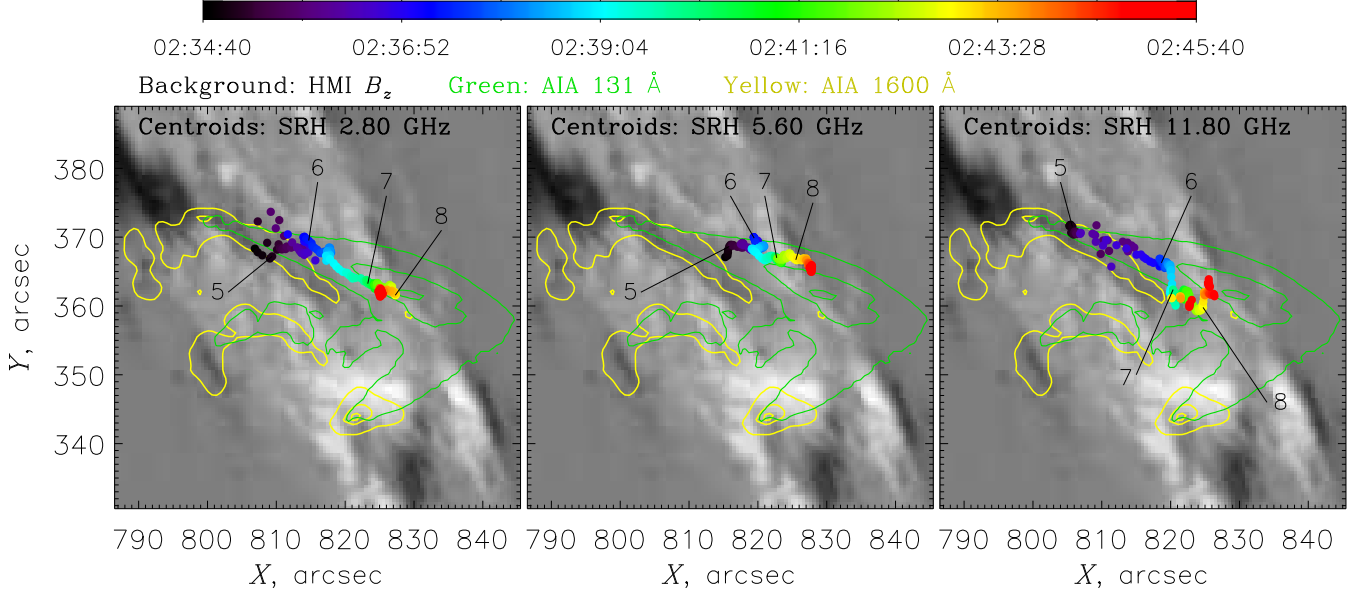 02:34:40 02:36:52 02:39:04 02:41:16 02:43:28 02:45:40
Background: HMI Bz Green: AIA 131 Å Yellow: AIA 1600 Å
Centroids: SRH 2.80 GHz Centroids: SRH 5.60 GHz Centroids: SRH 11.80 GHz
380
370
360
350
340
Y, arcsec
5 6 7 8
5 6 7 8
5 6 7 8
790 800 810 820 830 840 790 800 810 820 830 840 790 800 810 820 830 840
X, arcsec X, arcsec X, arcsec